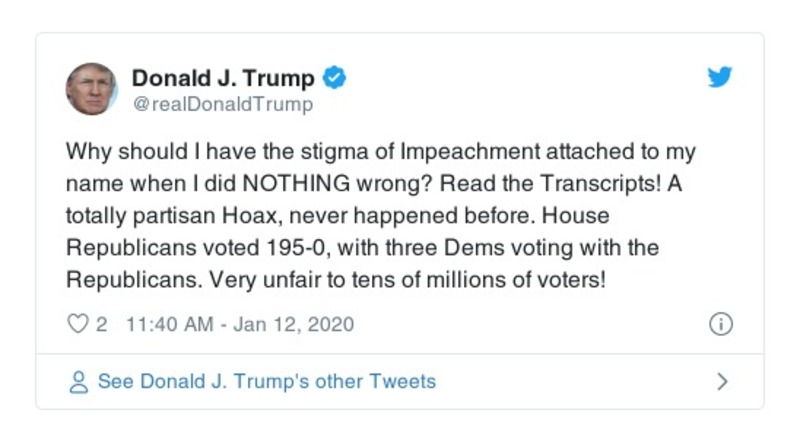 Donald J. Trump
@realDonaldTrump
Why should I have the stigma of Impeachment attached to my
name when I did NOTHING wrong? Read the Transcripts! A
totally partisan Hoax, never happened before. House
Republicans voted 195-0, with three Dems voting with the
Republicans. Very unfair to tens of millions of voters!
2 11:40 AM - Jan 12, 2020
See Donald J. Trump's other Tweets